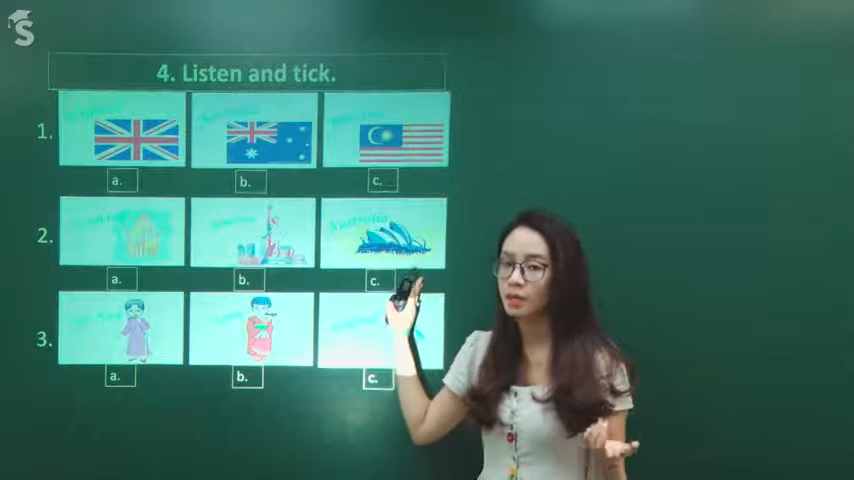 S
4. Listen and tick.
1.
a.
b.
c.
2.
Australia
a.
b.
c.
3.
a.
b.
c.